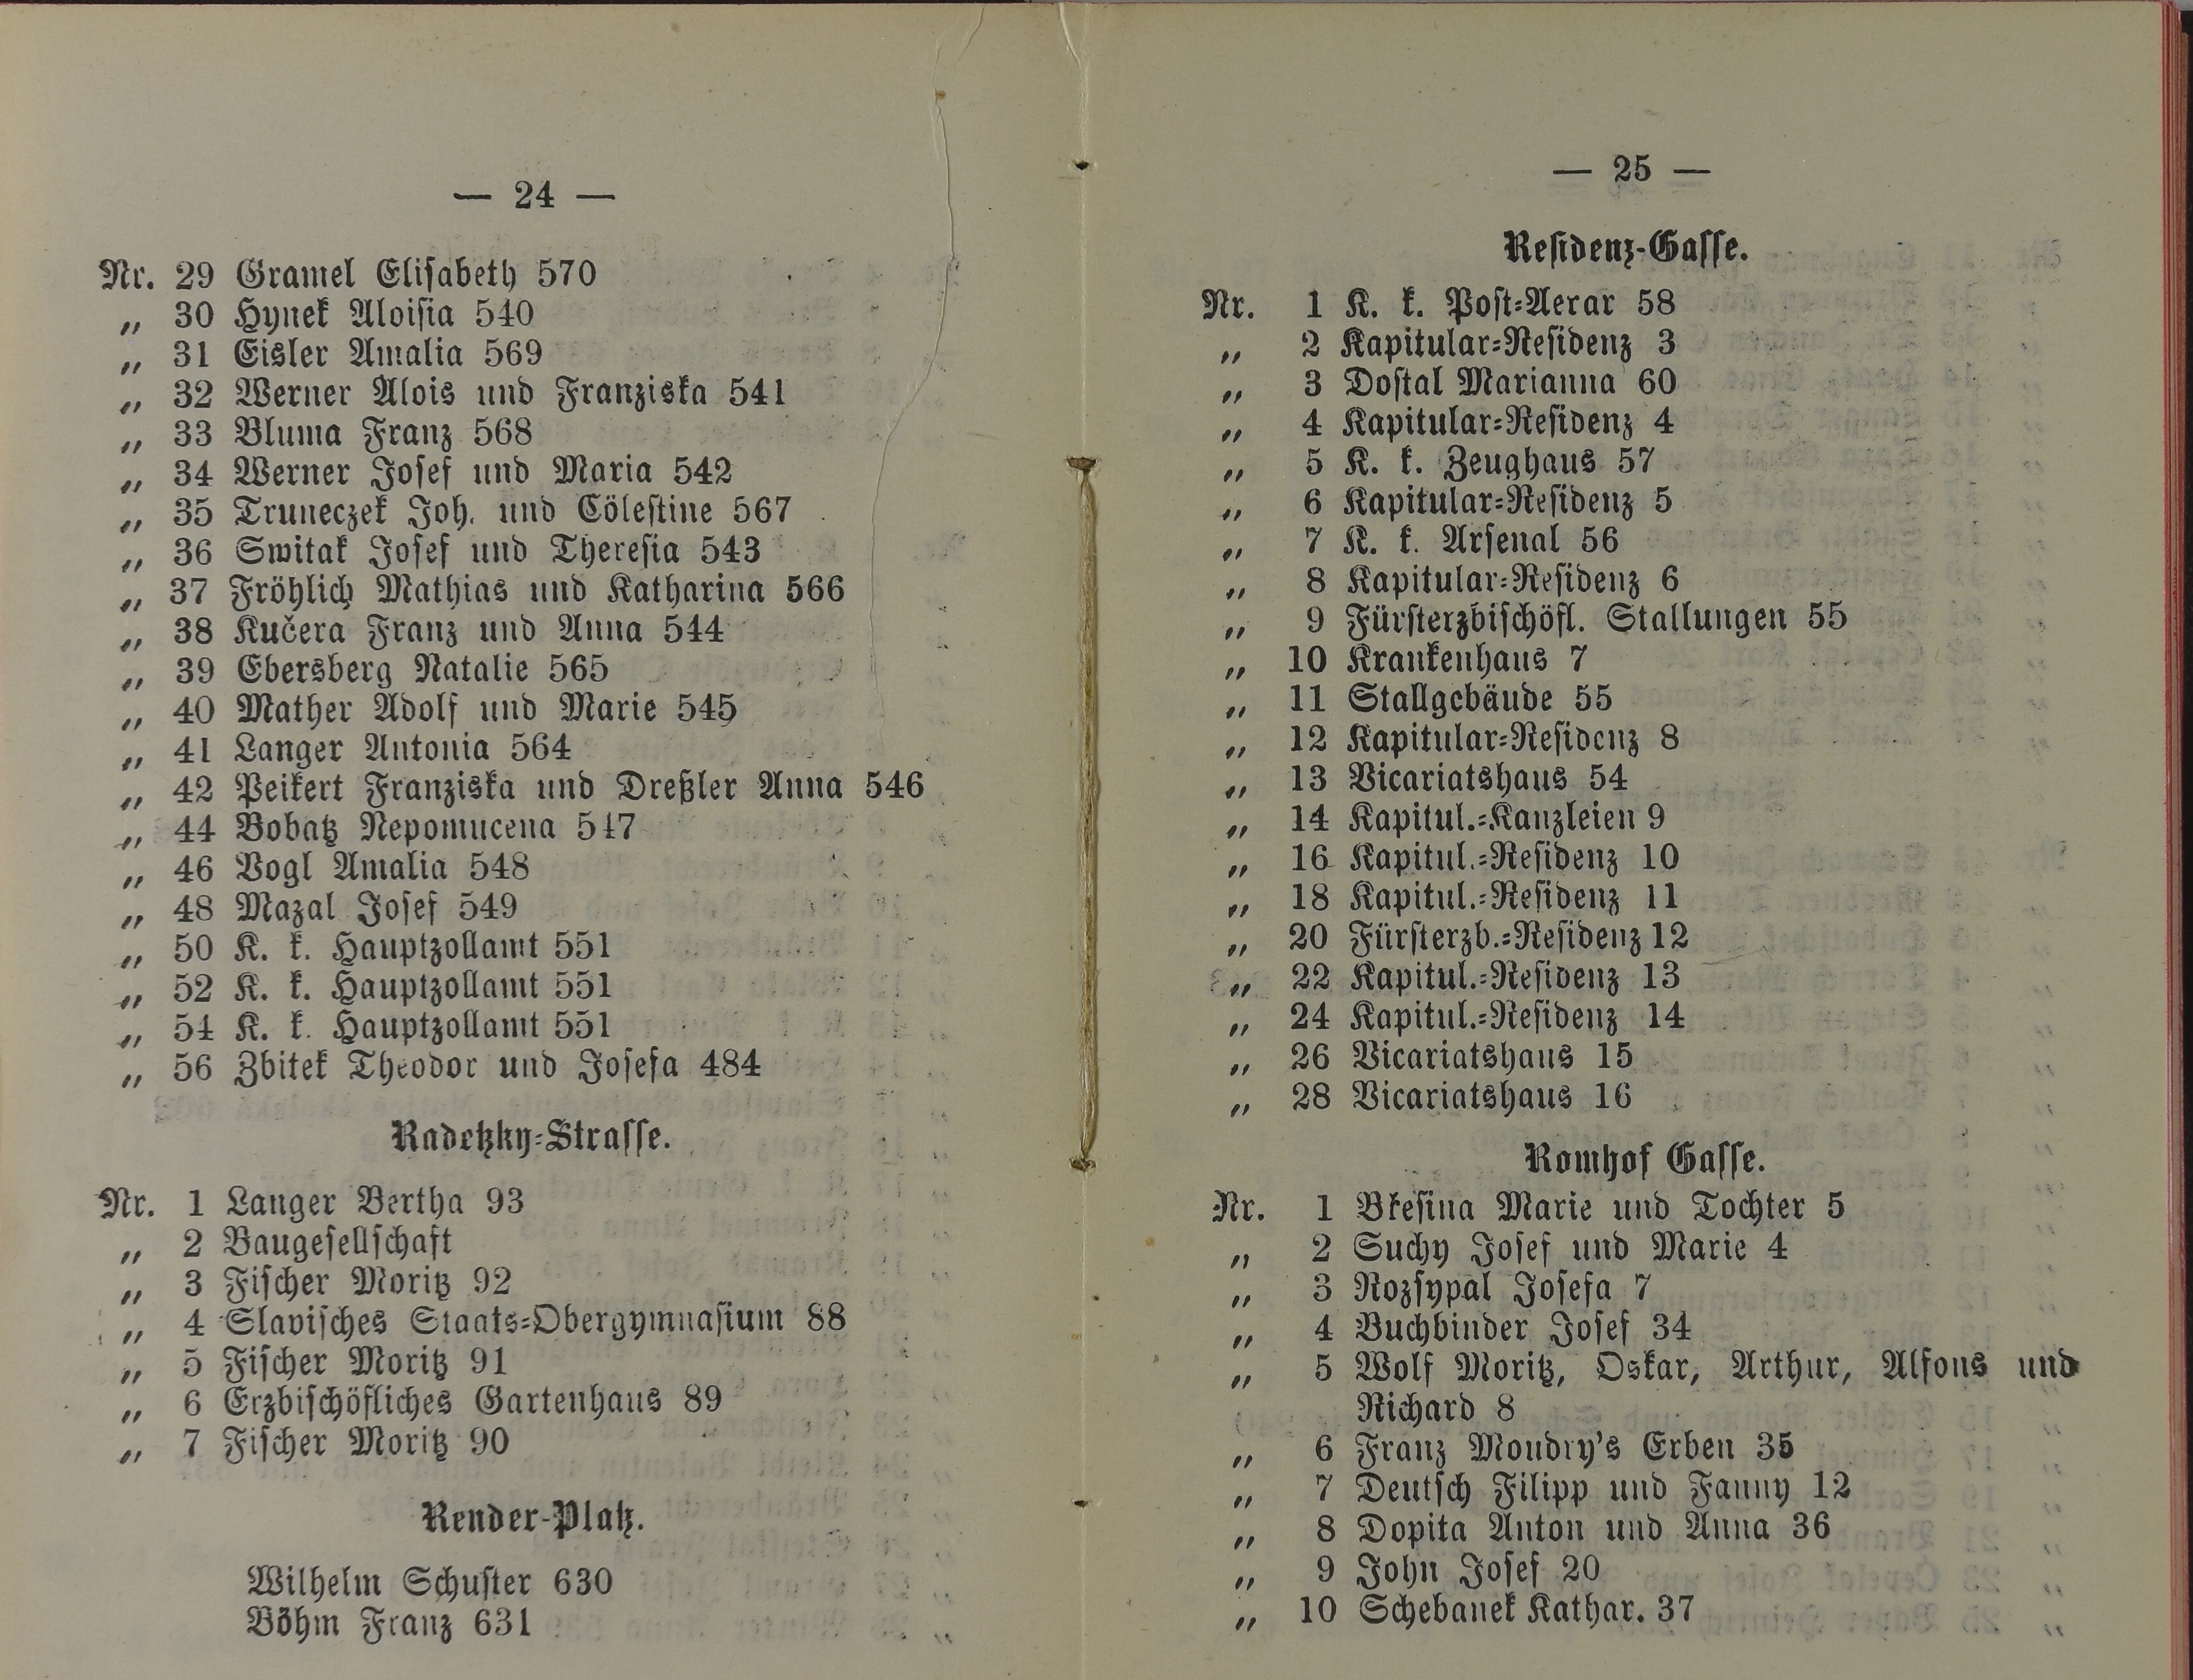 — 24 —
Nr. 29 Gramel Elisabeth 570
„ 30 Hynek Aloisia 540
„ 31 Eisler Amalia 569
„ 32 Werner Alois und Franziska 541
„ 33 Bluma Franz 568
„ 34 Werner Josef und Maria 542
„ 35 Truneczek Joh. und Cölestine 567
„ 36 Switak Josef und Theresia 543
„ 37 Fröhlich Mathias und Katharina 566
„ 38 Kučera Franz und Anna 544
„ 39 Ebersberg Natalie 565
„ 40 Mather Adolf und Marie 545
„ 41 Langer Antonia 564
„ 42 Peikert Franziska und Dreßler Anna 546
„ 44 Bobatz Nepomucena 547
„ 46 Vogl Amalia 548
„ 48 Mazal Josef 549
„ 50 K. k. Hauptzollamt 551
„ 52 K. k. Hauptzollamt 551
„ 54 K. k. Hauptzollamt 551
„ 56 Zbitek Theodor und Josefa 484
Radetzky-Strasse.
Nr. 1 Langer Bertha 93
„ 2 Baugesellschaft
„ 3 Fischer Moritz 92
„ 4 Slavisches Staats-Obergymnasium 88
„ 5 Fischer Moritz 91
„ 6 Erzbischöfliches Gartenhaus 89
„ 7 Fischer Moritz 90
Render-Platz.
Wilhelm Schuster 630
Böhm Franz 631
— 25 —
Residenz-Gasse.
Nr. 1 K. k. Post-Aerar 58
„ 2 Kapitular-Residenz 3
„ 3 Dostal Marianna 60
„ 4 Kapitular-Residenz 4
„ 5 K. k. Zeughaus 57
„ 6 Kapitular-Residenz 5
„ 7 K. k. Arsenal 56
„ 8 Kapitular-Residenz 6
„ 9 Fürsterzbischöfl. Stallungen 55
„ 10 Krankenhaus 7
„ 11 Stallgebäude 55
„ 12 Kapitular-Residenz 8
„ 13 Vicariatshaus 54
„ 14 Kapitul.-Kanzleien 9
„ 16 Kapitul.-Residenz 10
„ 18 Kapitul.-Residenz 11
„ 20 Fürsterzb.-Residenz 12
„ 22 Kapitul.-Residenz 13
„ 24 Kapitul.-Residenz 14
„ 26 Vicariatshaus 15
„ 28 Vicariatshaus 16
Romhof Gasse.
Nr. 1 Bkesina Marie und Tochter 5
„ 2 Suchy Josef und Marie 4
„ 3 Rozsypal Josefa 7
„ 4 Buchbinder Josef 34
„ 5 Wolf Moritz, Oskar, Arthur, Alfons und
Richard 8
„ 6 Franz Moudry's Erben 35
„ 7 Deutsch Filipp und Fanny 12
„ 8 Dopita Anton und Anna 36
„ 9 John Josef 20
„ 10 Schebanek Kathar. 37